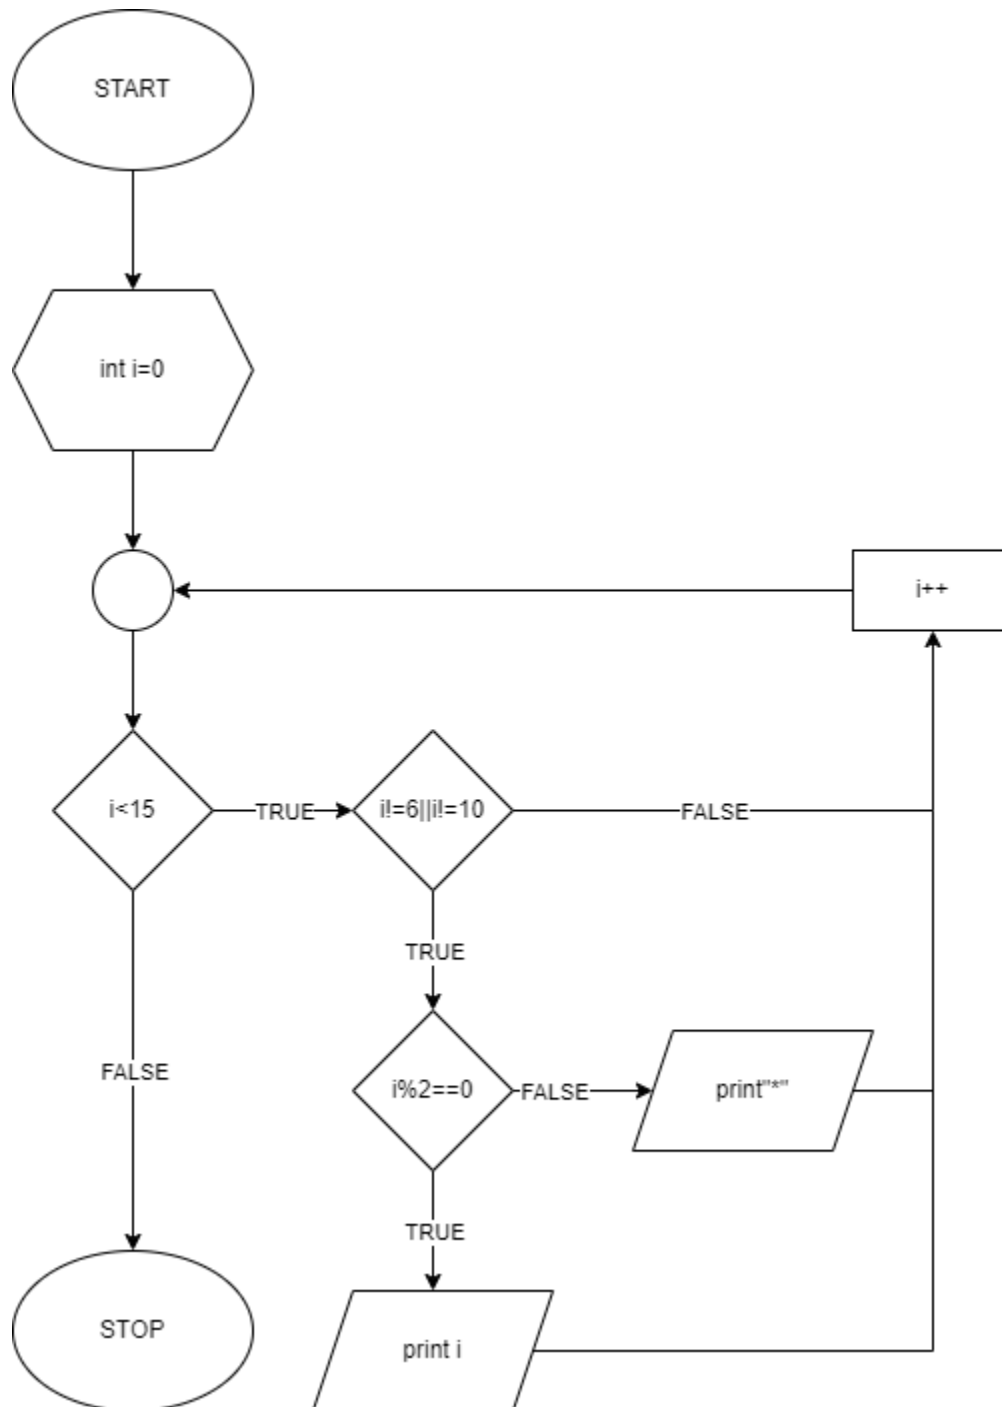 START
int i=0
i++
i<15
TRUE
i!=6||i!=10
FALSE
TRUE
FALSE
i%2==0
FALSE
print"*"
TRUE
STOP
print i